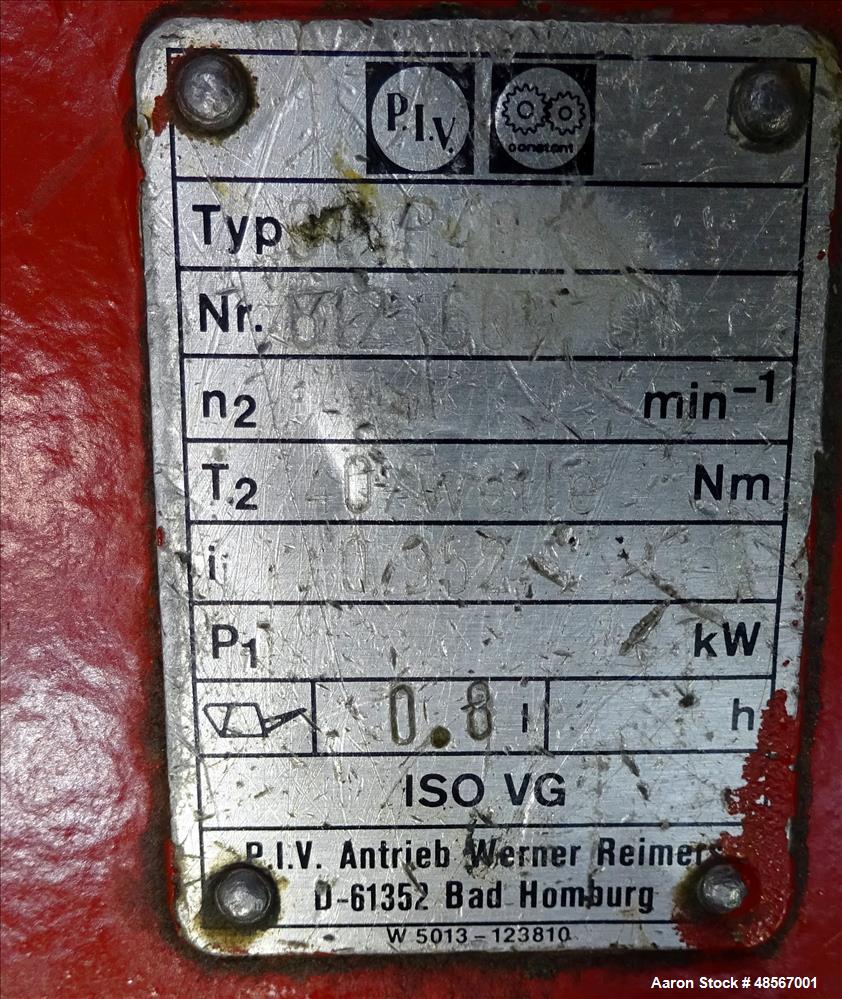 P.I.V.
constant
Typ
Nr.
n2 min⁻¹
T2 Nm
i
P1 kW
0.8 l h
ISO VG
P.I.V. Antrieb Werner Reimers
D-61352 Bad Homburg
W 5013-123810
Aaron Stock # 48567001